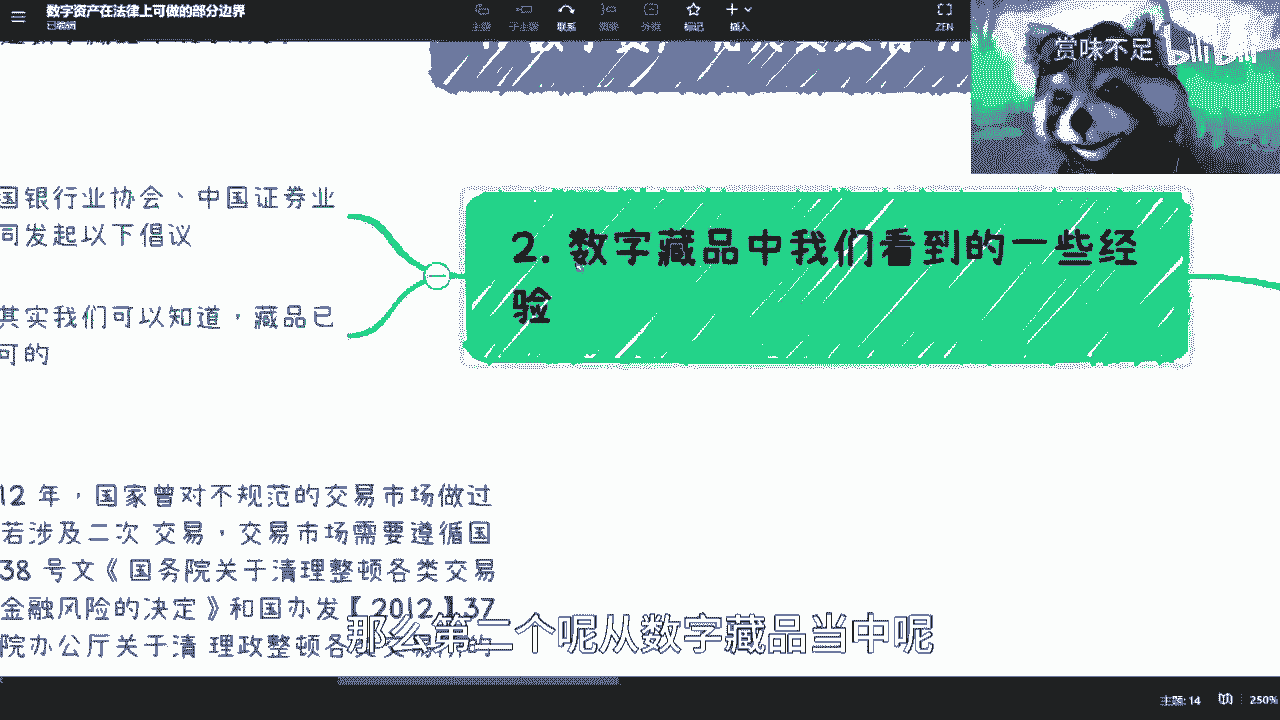 数字资产在法律上可做的部分边界
已编辑
主题
子主题
联系
概要
外框
标记
插入
ZEN
赏味不足
bilibili
国银行业协会、中国证券业
同发起以下倡议
其实我们可以知道，藏品已
可的
2. 数字藏品中我们看到的一些经
验
12 年，国家曾对不规范的交易市场做过
若涉及二次 交易，交易市场需要遵循国
38 号文《国务院关于清理整顿各类交易
金融风险的决定》和国办发【2012】37
院办公厅关于清 理政整顿各类交易所的
那么第二个呢从数字藏品当中呢
主题: 14
250%